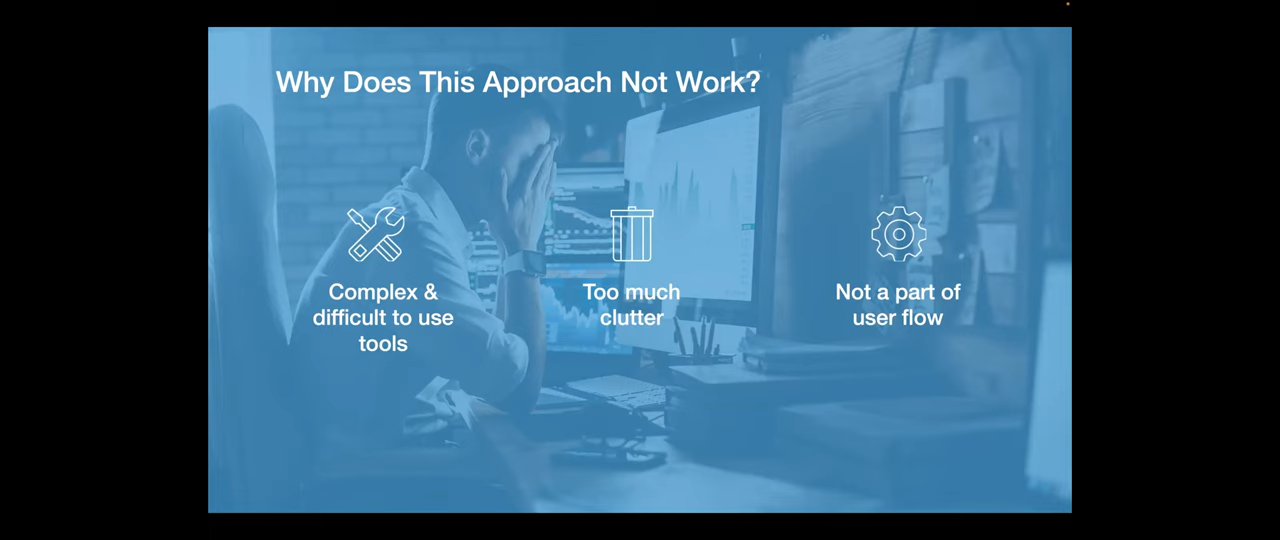 Why Does This Approach Not Work?
Complex &
difficult to use
tools
Too much
clutter
Not a part of
user flow